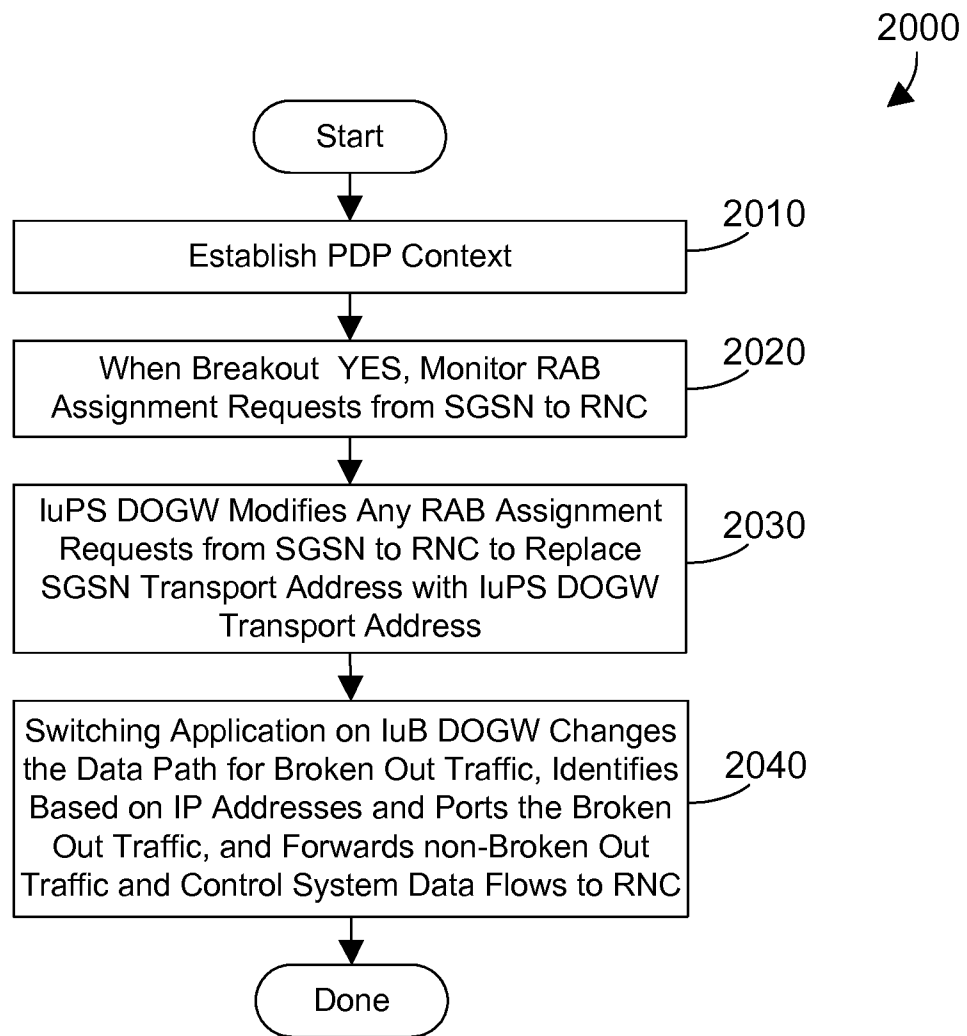 2000
Start
2010
Establish PDP Context
2020
When Breakout YES, Monitor RAB
Assignment Requests from SGSN to RNC
2030
IuPS DOGW Modifies Any RAB Assignment
Requests from SGSN to RNC to Replace
SGSN Transport Address with IuPS DOGW
Transport Address
2040
Switching Application on IuB DOGW Changes
the Data Path for Broken Out Traffic, Identifies
Based on IP Addresses and Ports the Broken
Out Traffic, and Forwards non-Broken Out
Traffic and Control System Data Flows to RNC
Done